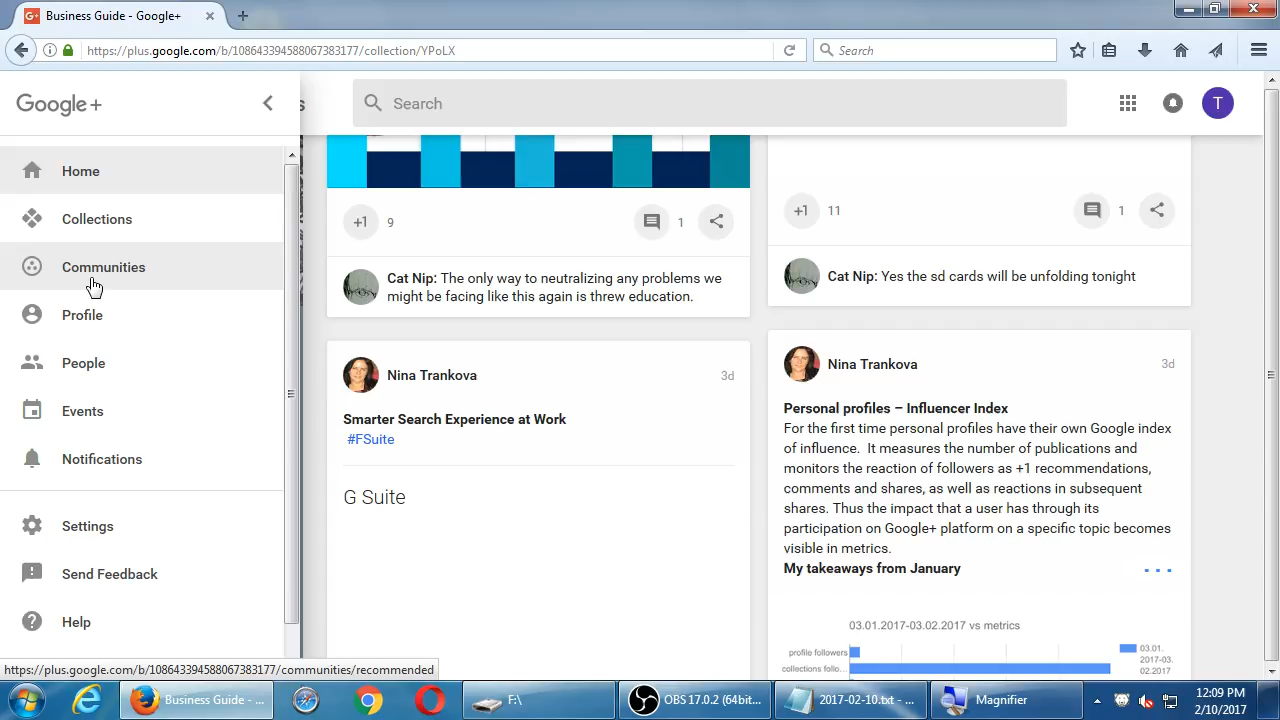 Business Guide - Google+
https://plus.google.com/b/108643394588067383177/collection/YPoLX
Search
Google+
s
Search
T
Home
Collections
Communities
Profile
People
Events
Notifications
Settings
Send Feedback
Help
+1 9 1
Cat Nip: The only way to neutralizing any problems we
might be facing like this again is threw education.
Nina Trankova 3d
Smarter Search Experience at Work
#FSuite
G Suite
+1 11 1
Cat Nip: Yes the sd cards will be unfolding tonight
Nina Trankova 3d
Personal profiles – Influencer Index
For the first time personal profiles have their own Google index
of influence. It measures the number of publications and
monitors the reaction of followers as +1 recommendations,
comments and shares, as well as reactions in subsequent
shares. Thus the impact that a user has through its
participation on Google+ platform on a specific topic becomes
visible in metrics.
My takeaways from January
03.01.2017-03.02.2017 vs metrics
profile followers
collections follo...
03.01.
2017-03.
02.2017
https://plus.google.com/b/108643394588067383177/communities/recommended
Business Guide - ...
F:\
OBS 17.0.2 (64bit...
2017-02-10.txt - ...
Magnifier
12:09 PM
2/10/2017